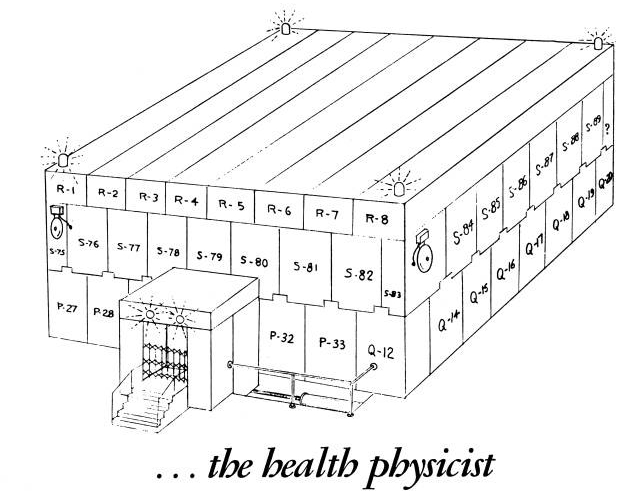 R-1 R-2 R-3 R-4 R-5 R-6 R-7 R-8
S-75 S-76 S-77 S-78 S-79 S-80 S-81 S-82 S-83
S-84 S-85 S-86 S-87 S-88 S-89 ?
P-27 P-28 P-32 P-33 Q-12
Q-14 Q-15 Q-16 Q-17 Q-18 Q-19 Q-20
... the health physicist